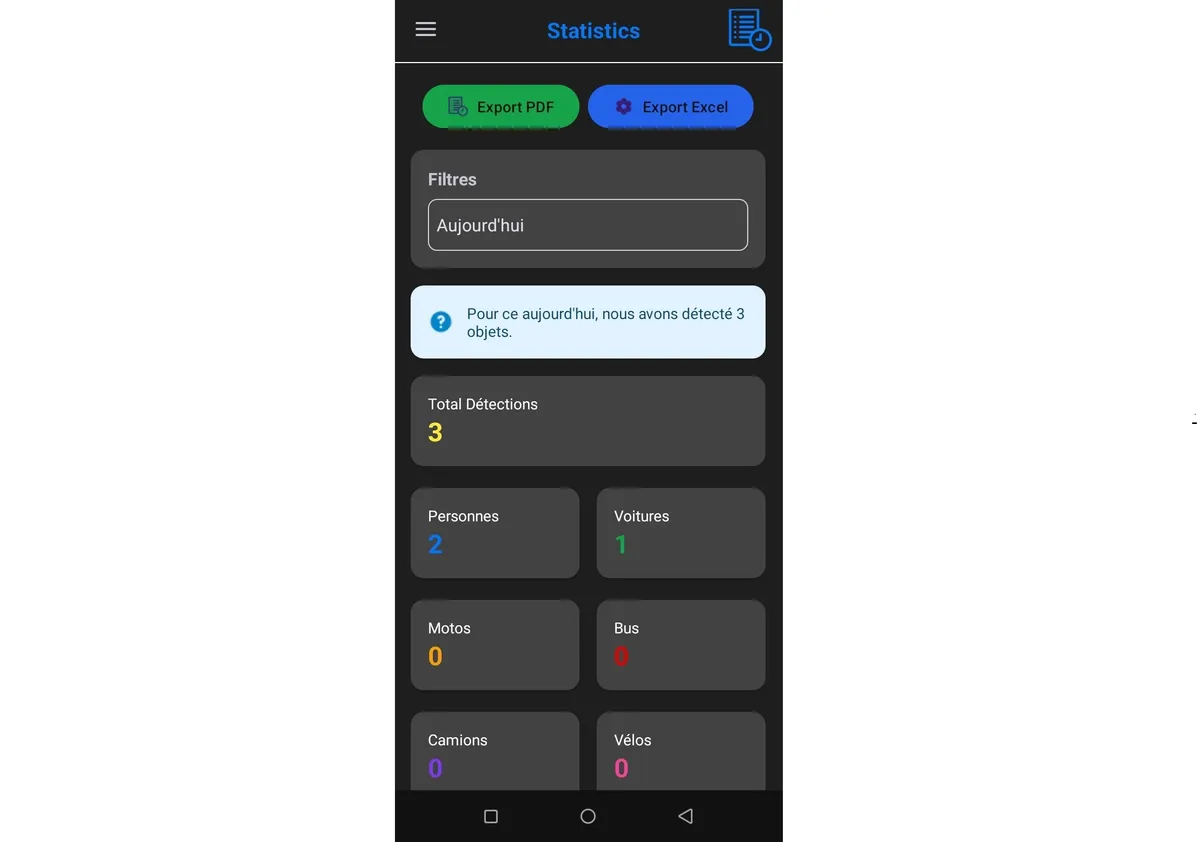 Statistics
Export PDF
Export Excel
Filtres
Aujourd'hui
Pour ce aujourd'hui, nous avons détecté 3
objets.
Total Détections
3
Personnes
2
Voitures
1
Motos
0
Bus
0
Camions
0
Vélos
0